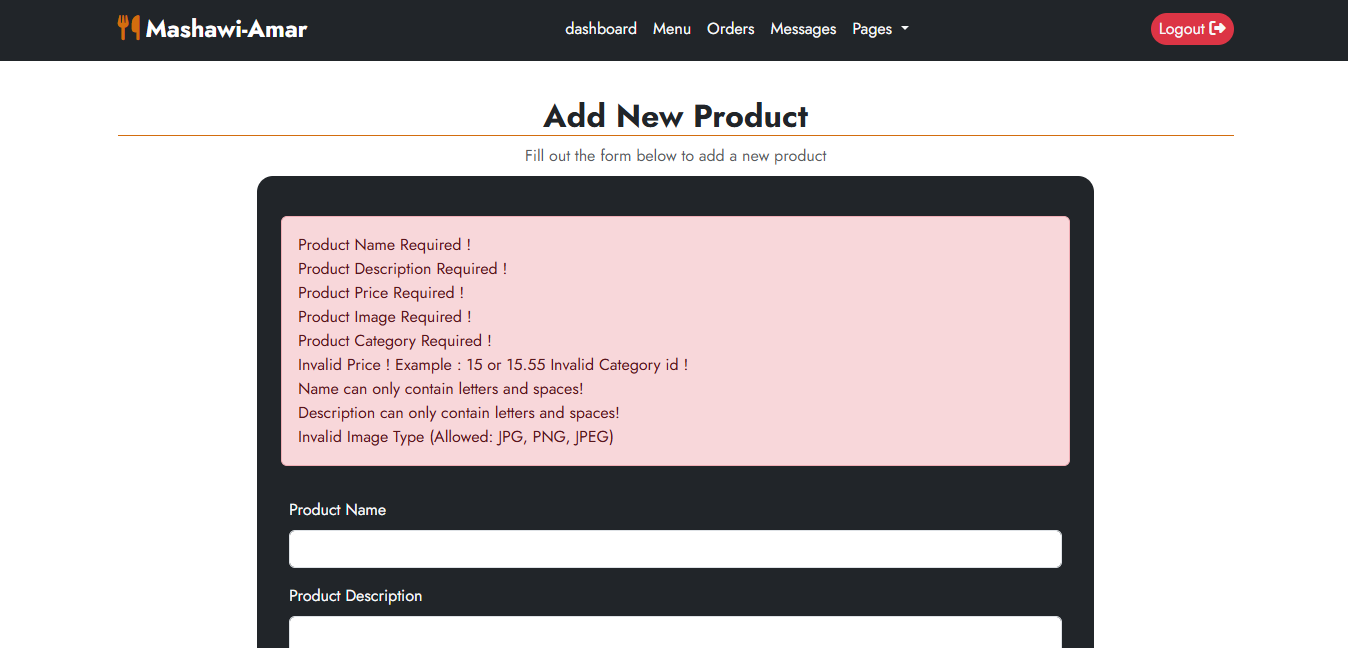 Mashawi-Amar
dashboard Menu Orders Messages Pages
Logout
Add New Product
Fill out the form below to add a new product
Product Name Required !
Product Description Required !
Product Price Required !
Product Image Required !
Product Category Required !
Invalid Price ! Example : 15 or 15.55 Invalid Category id !
Name can only contain letters and spaces!
Description can only contain letters and spaces!
Invalid Image Type (Allowed: JPG, PNG, JPEG)
Product Name
Product Description